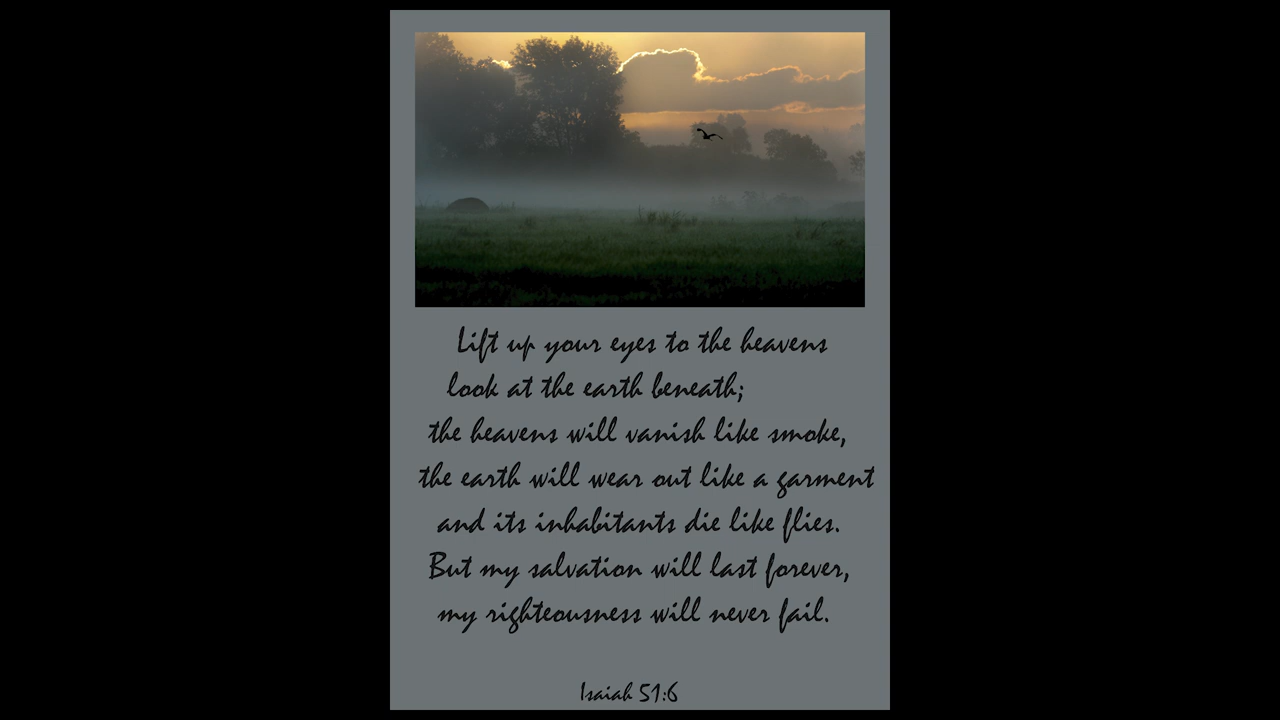 Lift up your eyes to the heavens
look at the earth beneath;
the heavens will vanish like smoke,
the earth will wear out like a garment
and its inhabitants die like flies.
But my salvation will last forever,
my righteousness will never fail.
Isaiah 51:6